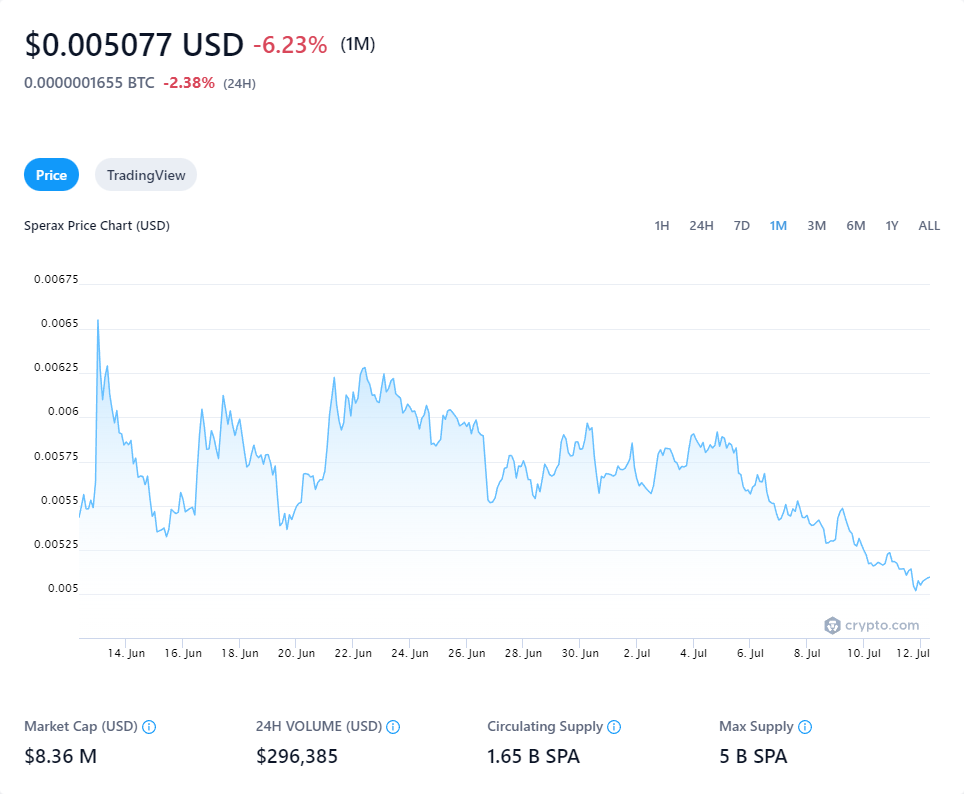 $0.005077 USD -6.23% (1M)
0.0000001655 BTC -2.38% (24H)
Price TradingView
Sperax Price Chart (USD) 1H 24H 7D 1M 3M 6M 1Y ALL
0.00675
0.0065
0.00625
0.006
0.00575
0.0055
0.00525
0.005
crypto.com
14. Jun 16. Jun 18. Jun 20. Jun 22. Jun 24. Jun 26. Jun 28. Jun 30. Jun 2. Jul 4. Jul 6. Jul 8. Jul 10. Jul 12. Jul
Market Cap (USD) 24H VOLUME (USD) Circulating Supply Max Supply
$8.36 M $296,385 1.65 B SPA 5 B SPA